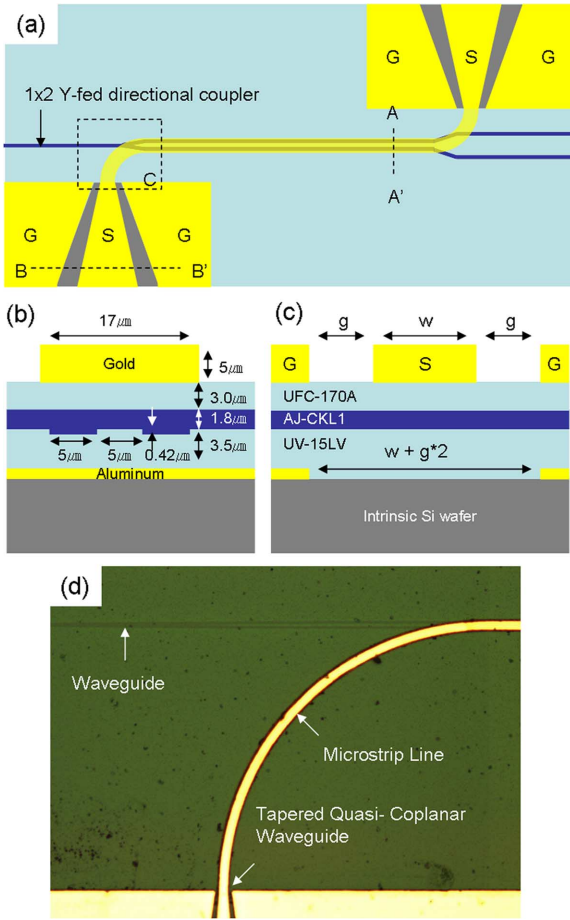 (a)
G S G
1x2 Y-fed directional coupler
A
C
A'
G S G
B B'
(b)
17㎛
Gold
5㎛
3.0㎛
1.8㎛
5㎛ 5㎛ 0.42㎛ 3.5㎛
Aluminum
(c)
g w g
G S G
UFC-170A
AJ-CKL1
UV-15LV
w + g*2
Intrinsic Si wafer
(d)
Waveguide
Microstrip Line
Tapered Quasi- Coplanar
Waveguide